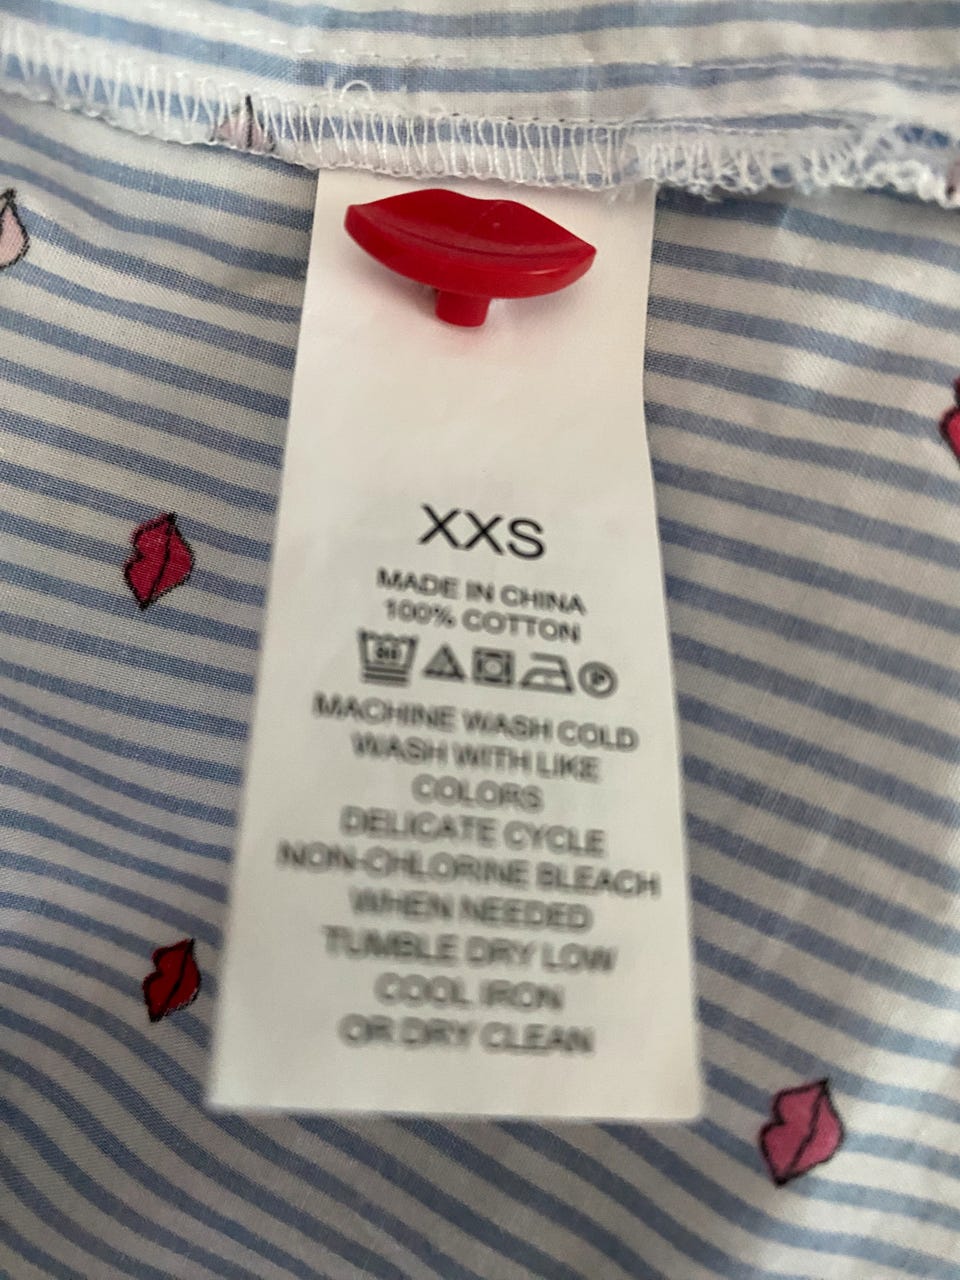 XXS
MADE IN CHINA
100% COTTON
P
MACHINE WASH COLD
WASH WITH LIKE
COLORS
DELICATE CYCLE
NON-CHLORINE BLEACH
WHEN NEEDED
TUMBLE DRY LOW
COOL IRON
OR DRY CLEAN